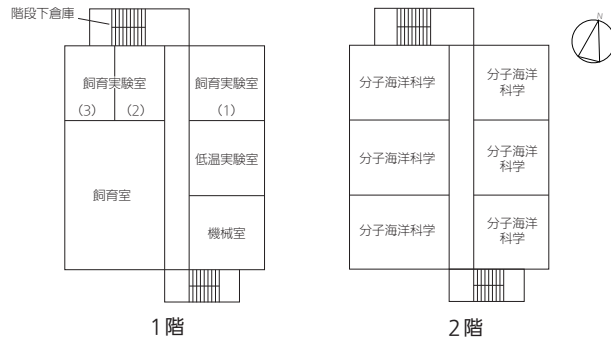 階段下倉庫
飼育実験室
(3)
(2)
飼育実験室
(1)
低温実験室
飼育室
機械室
1階
分子海洋科学
分子海洋
科学
分子海洋科学
分子海洋
科学
分子海洋科学
分子海洋
科学
2階
N